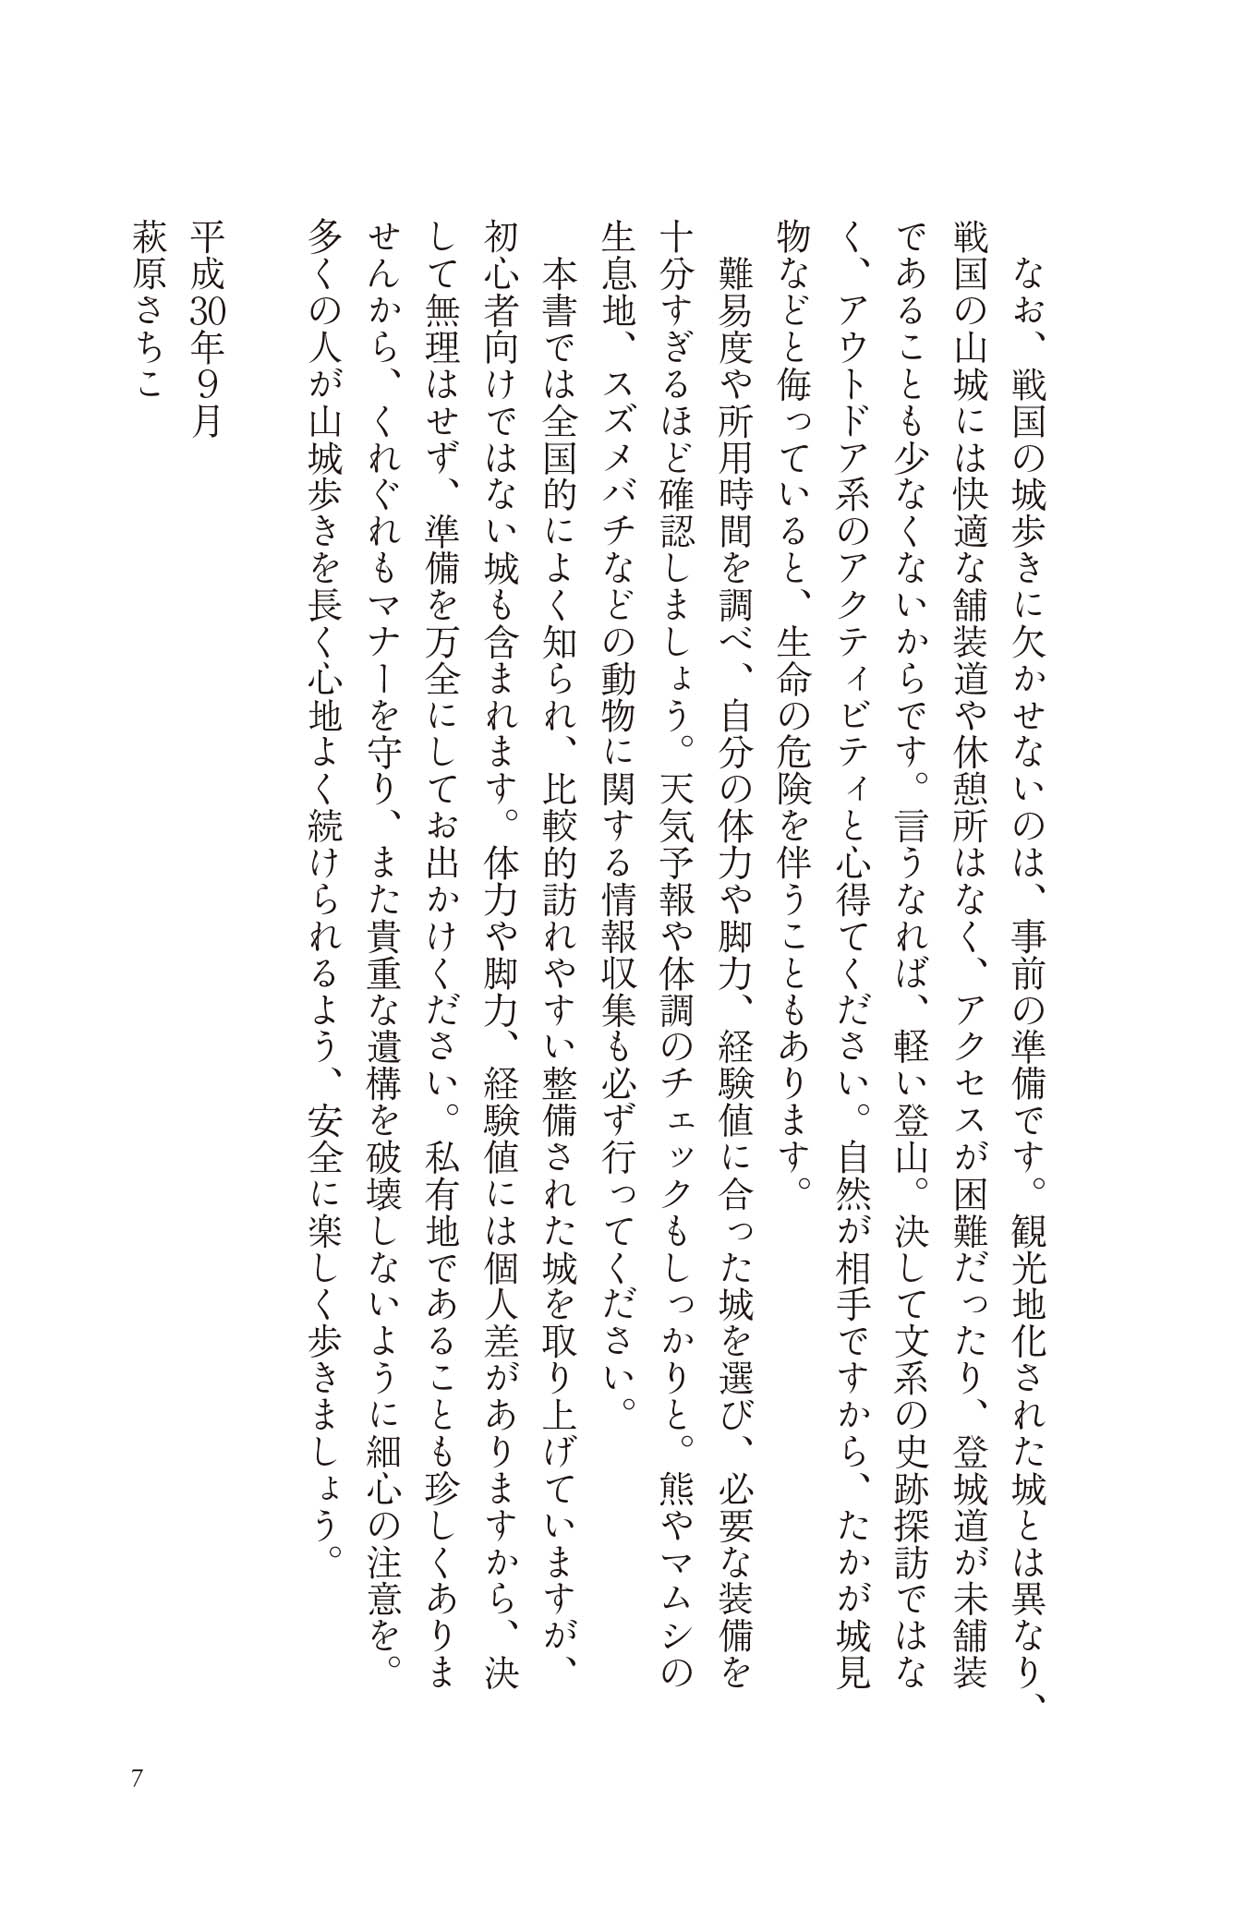 なお、戦国の城歩きに欠かせないのは、事前の準備です。観光地化された城とは異なり、
戦国の山城には快適な舗装道や休憩所はなく、アクセスが困難だったり、登城道が未舗装
であることも少なくないからです。言うなれば、軽い登山。決して文系の史跡探訪ではな
く、アウトドア系のアクティビティと心得てください。自然が相手ですから、たかが城見
物などと侮っていると、生命の危険を伴うこともあります。
難易度や所用時間を調べ、自分の体力や脚力、経験値に合った城を選び、必要な装備を
十分すぎるほど確認しましょう。天気予報や体調のチェックもしっかりと。熊やマムシの
生息地、スズメバチなどの動物に関する情報収集も必ず行ってください。
本書では全国的によく知られ、比較的訪れやすい整備された城を取り上げていますが、
初心者向けではない城も含まれます。体力や脚力、経験値には個人差がありますから、決
して無理はせず、準備を万全にしてお出かけください。私有地であることも珍しくありま
せんから、くれぐれもマナーを守り、また貴重な遺構を破壊しないように細心の注意を。
多くの人が山城歩きを長く心地よく続けられるよう、安全に楽しく歩きましょう。
平成30年9月
萩原さちこ
7